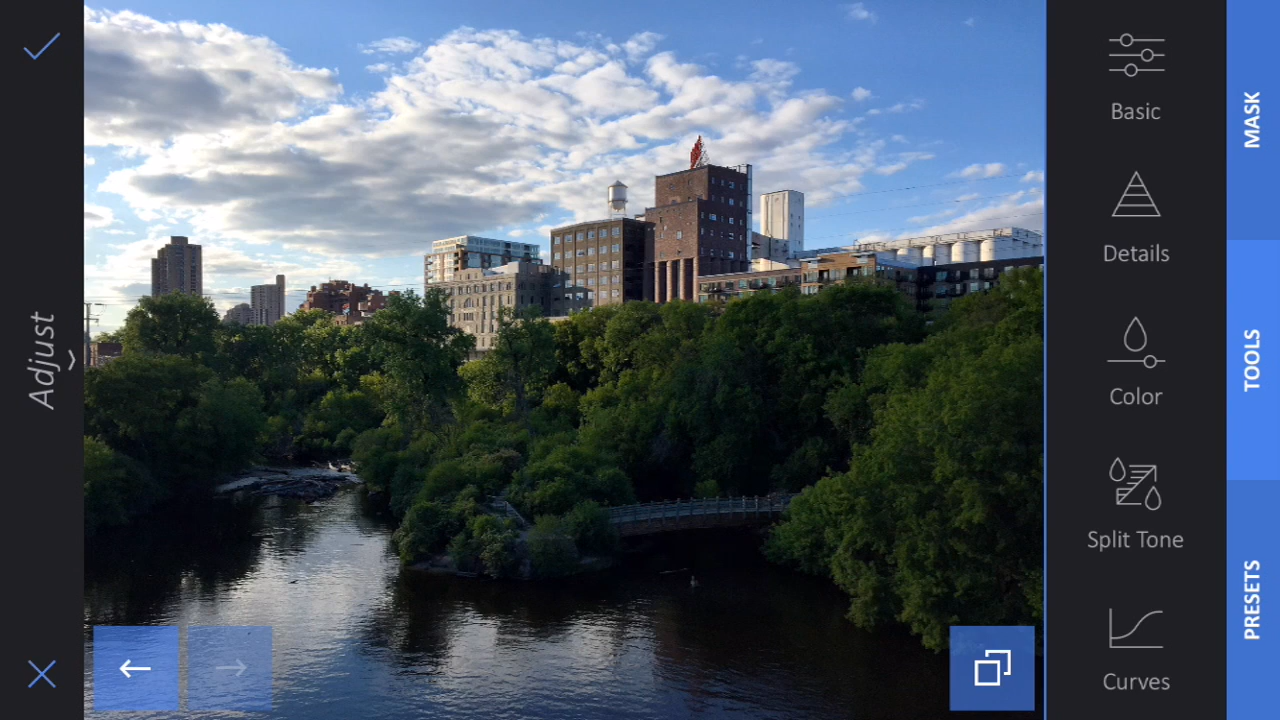 Adjust
Basic
Details
Color
Split Tone
Curves
MASK
TOOLS
PRESETS